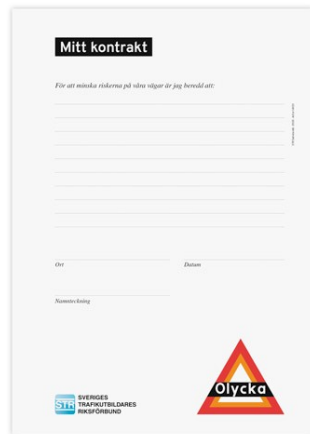 Mitt kontrakt
För att minska riskerna på våra vägar är jag beredd att:
Ort Datum
Namnteckning
STR
SVERIGES
TRAFIKUTBILDARES
RIKSFÖRBUND
Olycka